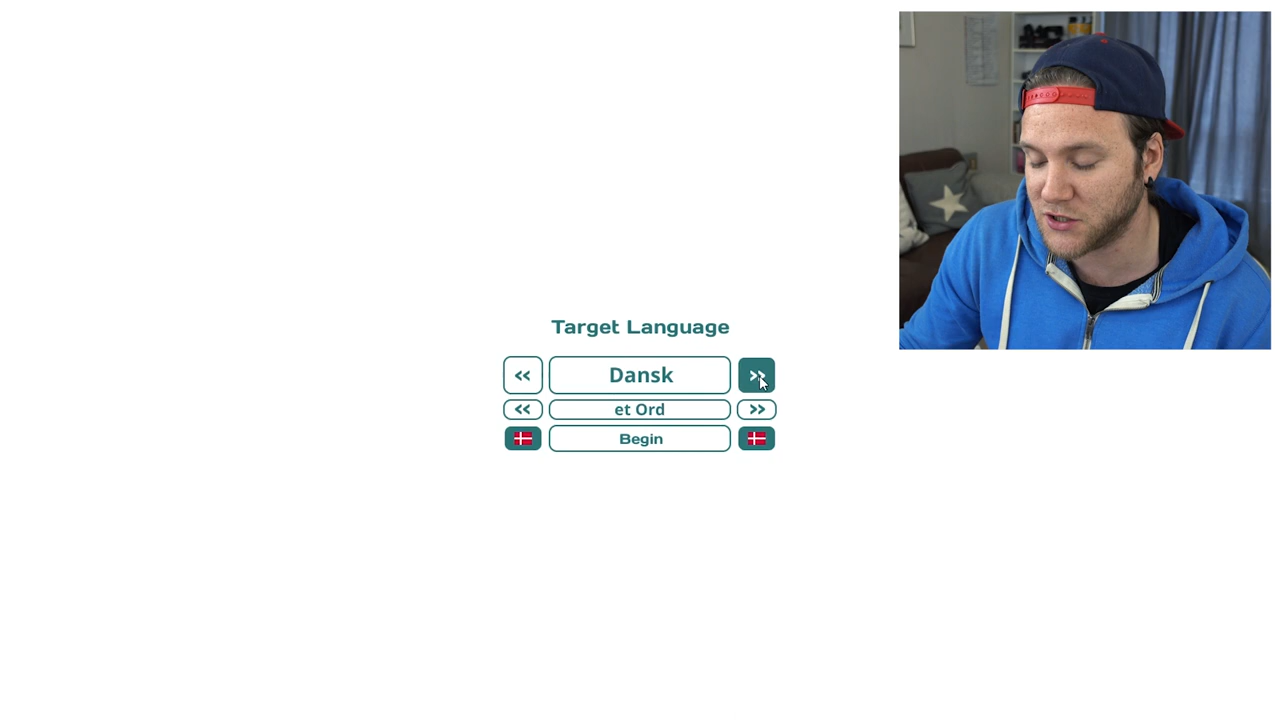 Target Language
« Dansk »
« et Ord »
Begin